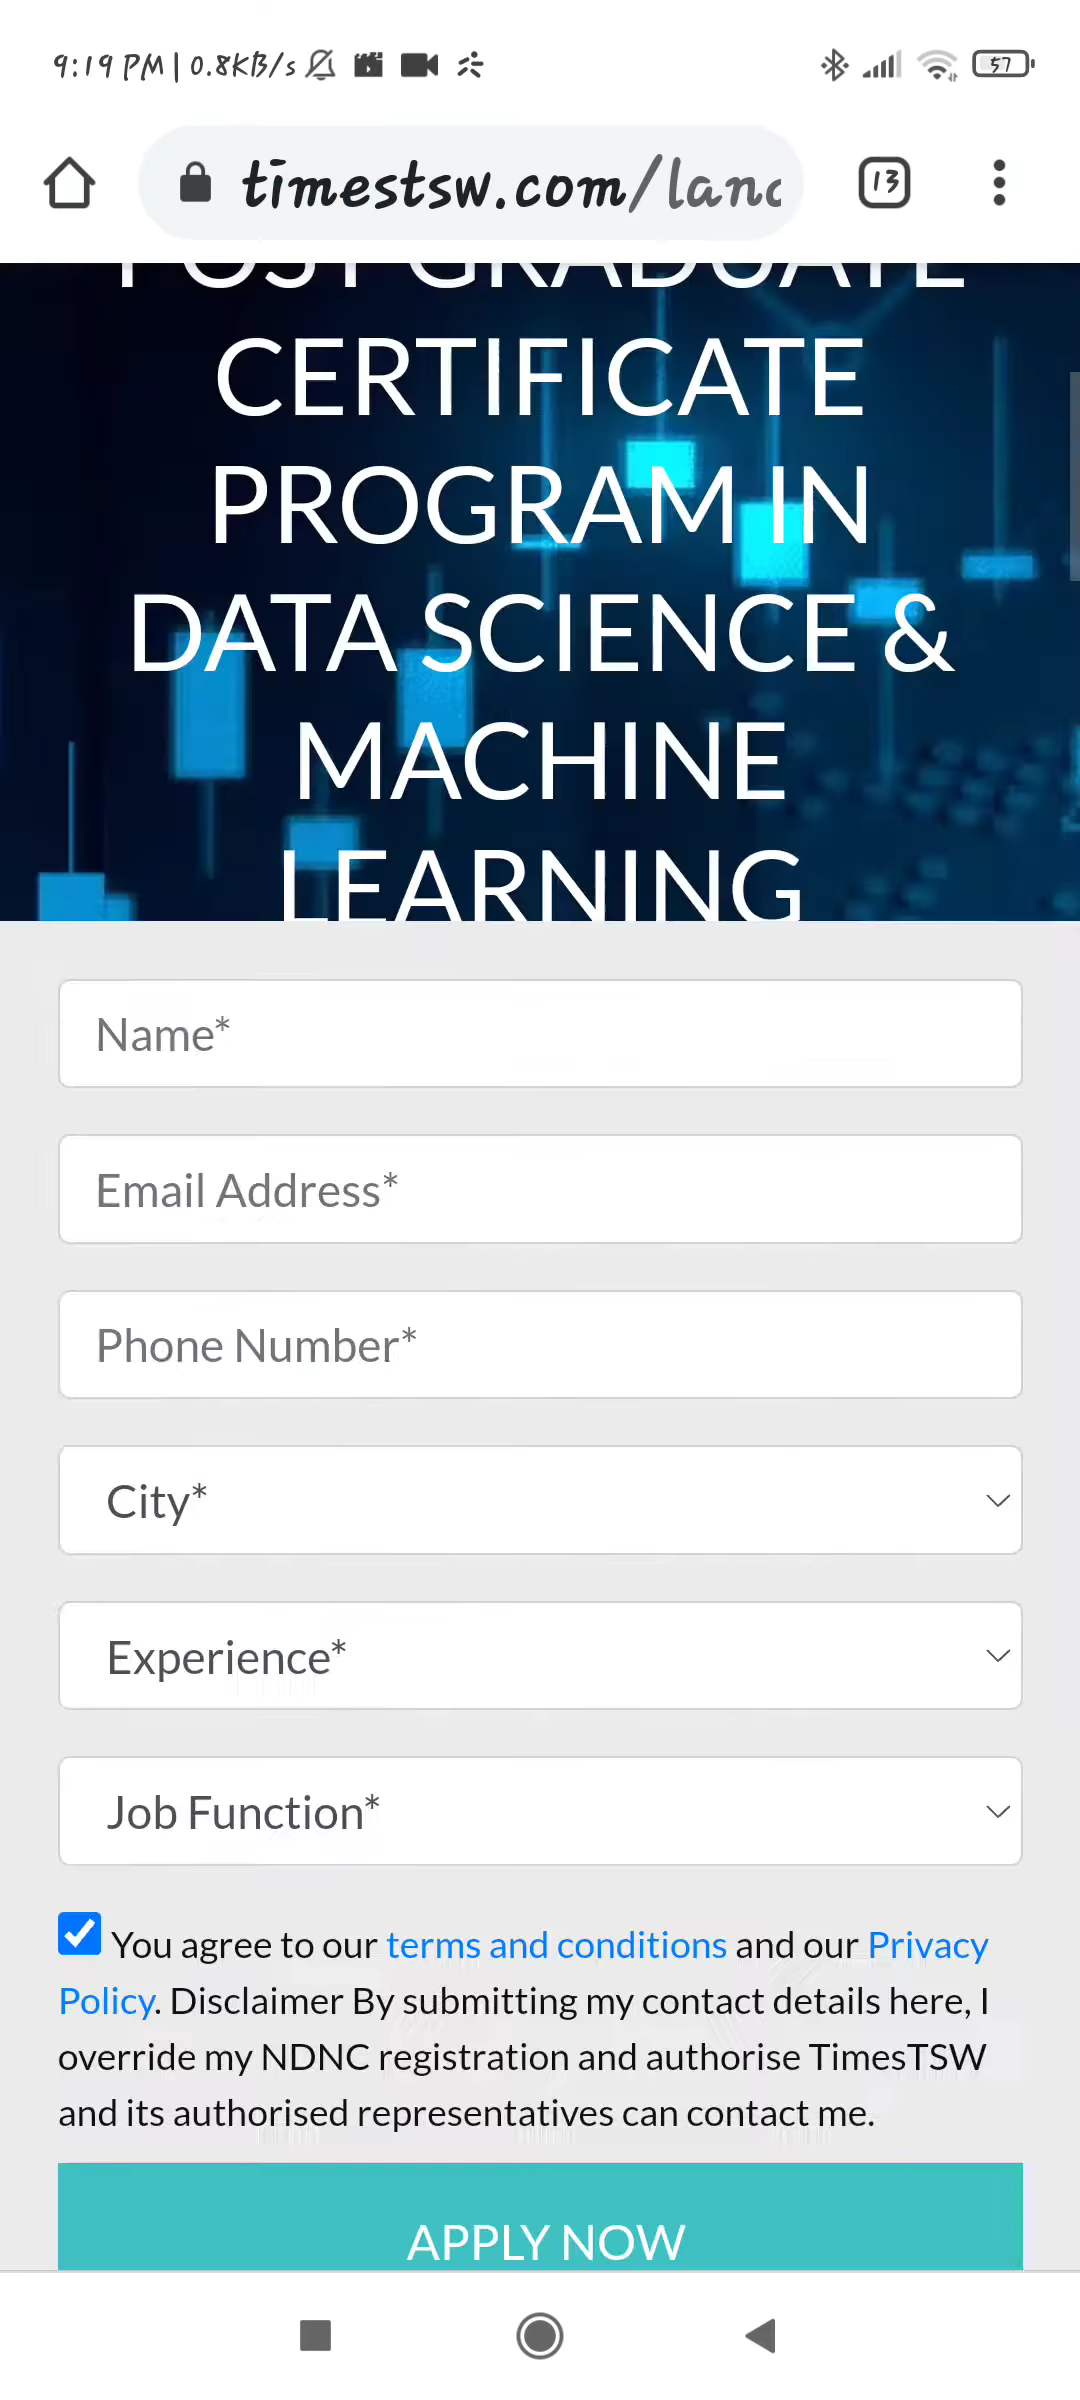 9:19 PM | 0.8KB/s
57
timestsw.com/lanc
13
POST GRADUATE
CERTIFICATE
PROGRAM IN
DATA SCIENCE &
MACHINE
LEARNING
Name*
Email Address*
Phone Number*
City*
Experience*
Job Function*
You agree to our terms and conditions and our Privacy
Policy. Disclaimer By submitting my contact details here, I
override my NDNC registration and authorise TimesTSW
and its authorised representatives can contact me.
APPLY NOW